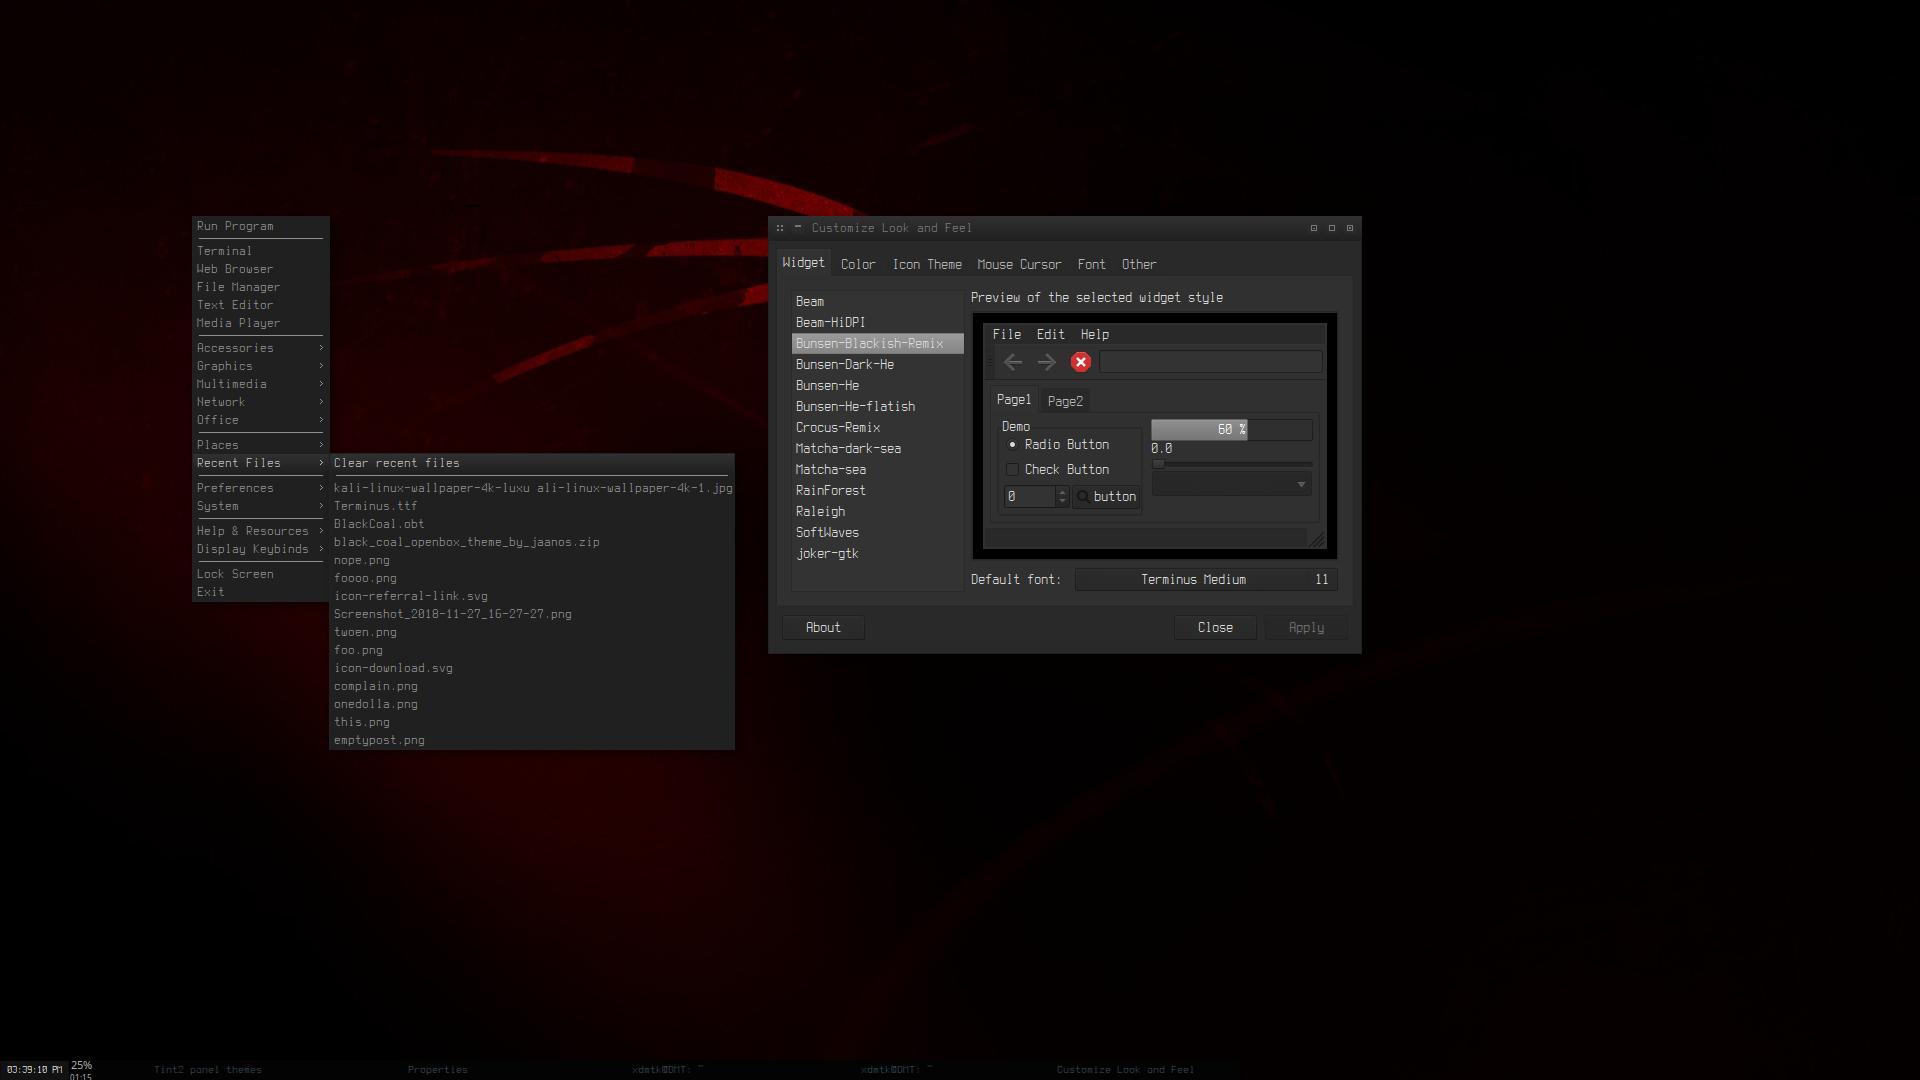 Run Program
Terminal
Web Browser
File Manager
Text Editor
Media Player
Accessories
Graphics
Multimedia
Network
Office
Places
Recent Files
Preferences
System
Help & Resources
Display Keybinds
Lock Screen
Exit
Clear recent files
kali-linux-wallpaper-4k-luxu ali-linux-wallpaper-4k-1.jpg
Terminus.ttf
BlackCoal.obt
black_coal_openbox_theme_by_jaanos.zip
nope.png
foooo.png
icon-referral-link.svg
Screenshot_2018-11-27_16-27-27.png
twoen.png
foo.png
icon-download.svg
complain.png
onedolla.png
this.png
emptypost.png
Customize Look and Feel
Widget Color Icon Theme Mouse Cursor Font Other
Beam
Beam-HiDPI
Bunsen-Blackish-Remix
Bunsen-Dark-He
Bunsen-He
Bunsen-He-flatish
Crocus-Remix
Matcha-dark-sea
Matcha-sea
RainForest
Raleigh
SoftWaves
joker-gtk
Preview of the selected widget style
File Edit Help
Page1 Page2
Demo
Radio Button
Check Button
0 button
60 %
0.0
Default font: Terminus Medium 11
About Close Apply
03:39:10 PM 25%
01:15
Tint2 panel themes Properties xdmtk@DMT: ~ xdmtk@DMT: ~ Customize Look and Feel